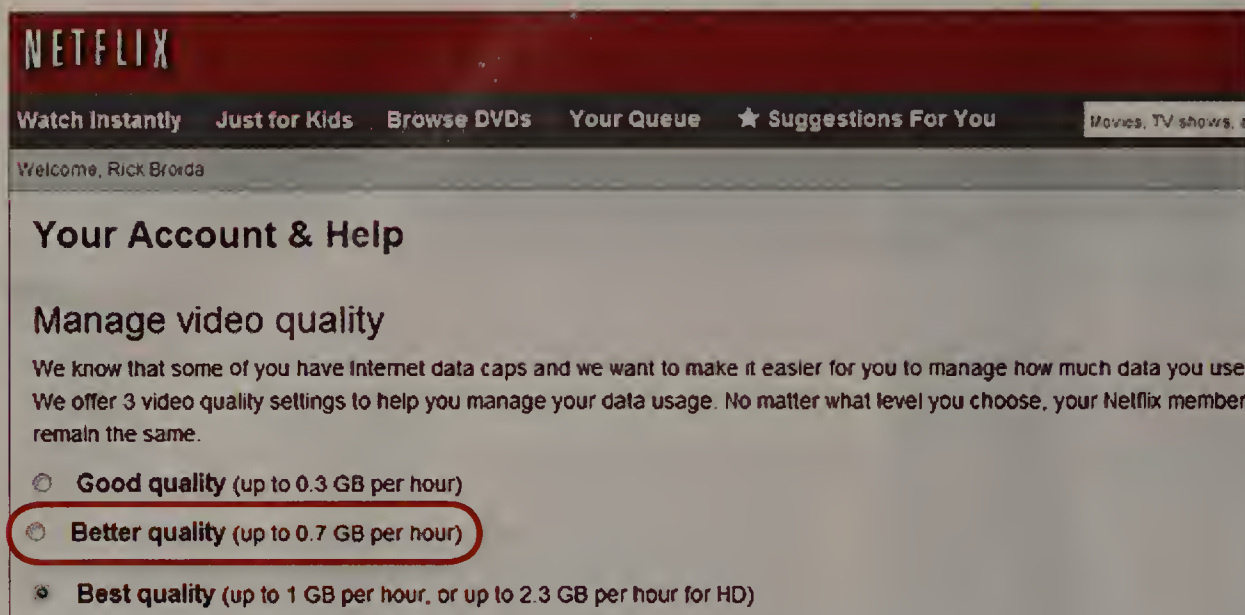 NETFLIX
Watch Instantly Just for Kids Browse DVDs Your Queue ★ Suggestions For You Movies, TV shows,
Welcome, Rick Broida
Your Account & Help
Manage video quality
We know that some of you have Internet data caps and we want to make it easier for you to manage how much data you use
We offer 3 video quality settings to help you manage your data usage. No matter what level you choose, your Netflix member
remain the same.
Good quality (up to 0.3 GB per hour)
Better quality (up to 0.7 GB per hour)
Best quality (up to 1 GB per hour, or up to 2.3 GB per hour for HD)